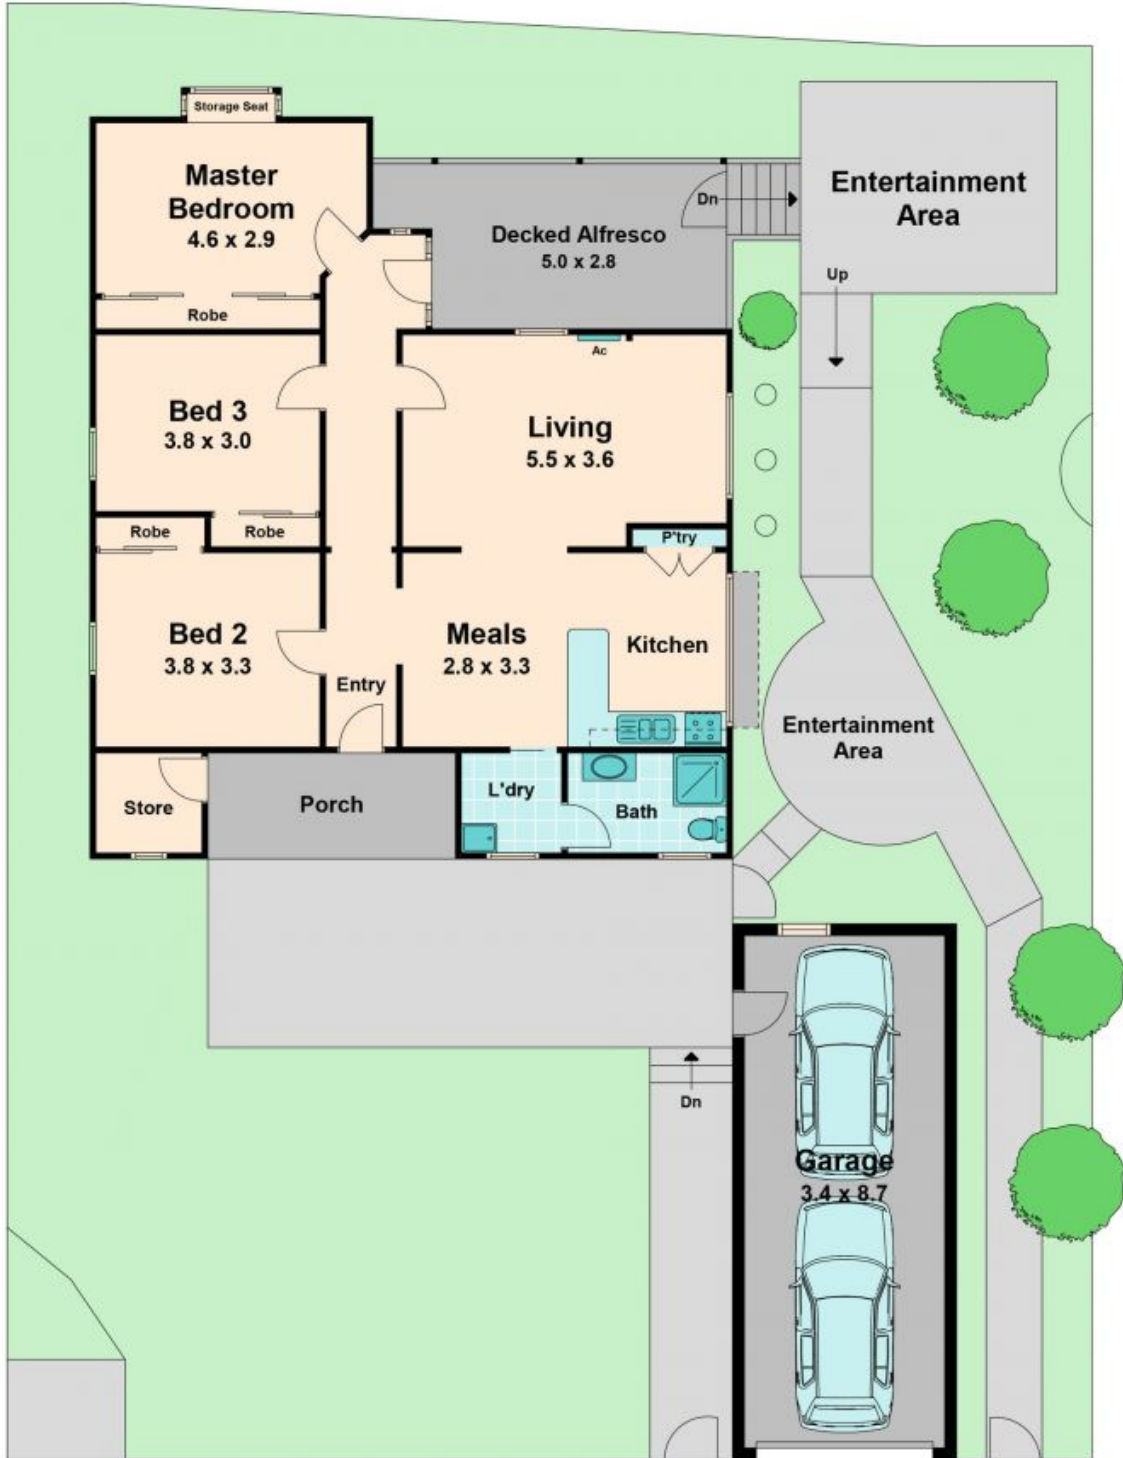 Storage Seat
Master
Bedroom
4.6 x 2.9
Robe
Entertainment
Area
Dn
Decked Alfresco
5.0 x 2.8
Up
Ac
Bed 3
3.8 x 3.0
Living
5.5 x 3.6
Robe
Robe
P'try
Bed 2
3.8 x 3.3
Meals
2.8 x 3.3
Kitchen
Entry
Entertainment
Area
Store
Porch
L'dry
Bath
Dn
Garage
3.4 x 8.7